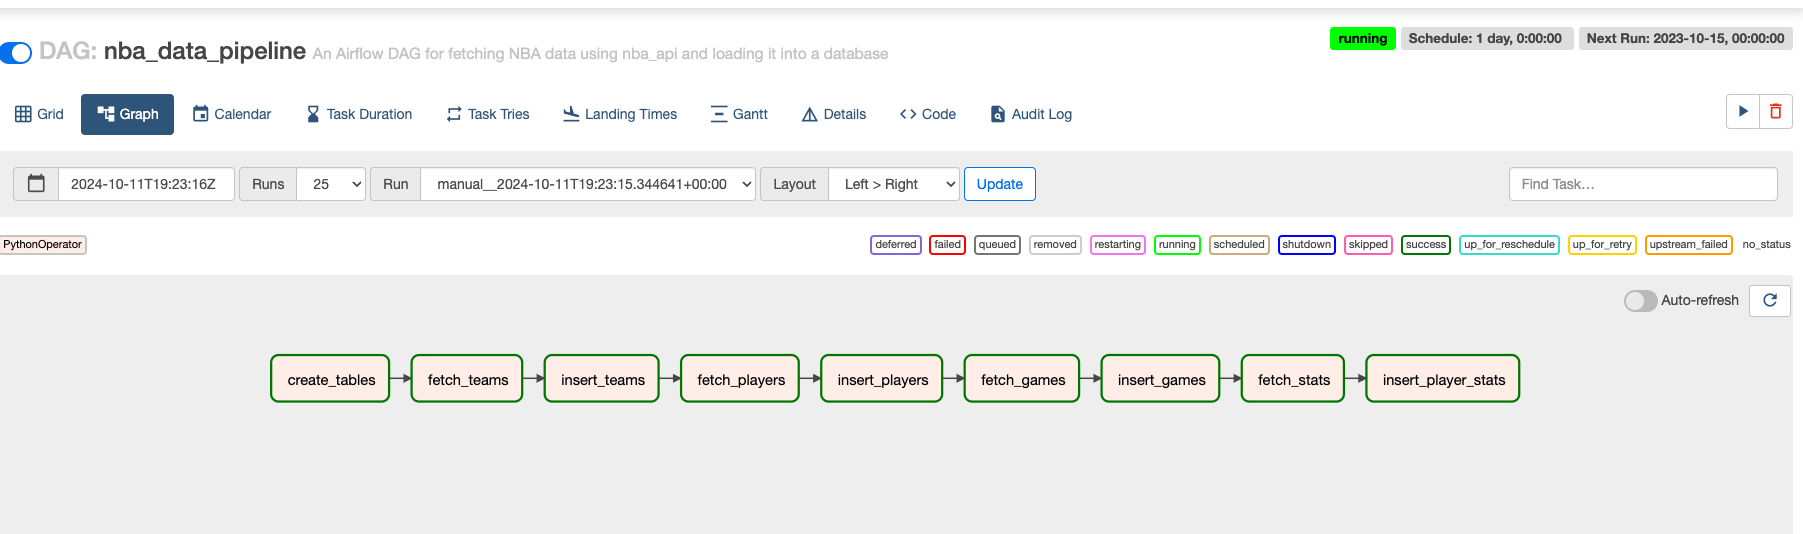 DAG: nba_data_pipeline An Airflow DAG for fetching NBA data using nba_api and loading it into a database
running Schedule: 1 day, 0:00:00 Next Run: 2023-10-15, 00:00:00
Grid Graph Calendar Task Duration Task Tries Landing Times Gantt Details Code Audit Log
2024-10-11T19:23:16Z Runs 25 Run manual__2024-10-11T19:23:15.344641+00:00 Layout Left > Right Update Find Task...
PythonOperator deferred failed queued removed restarting running scheduled shutdown skipped success up_for_reschedule up_for_retry upstream_failed no_status
Auto-refresh
create_tables fetch_teams insert_teams fetch_players insert_players fetch_games insert_games fetch_stats insert_player_stats